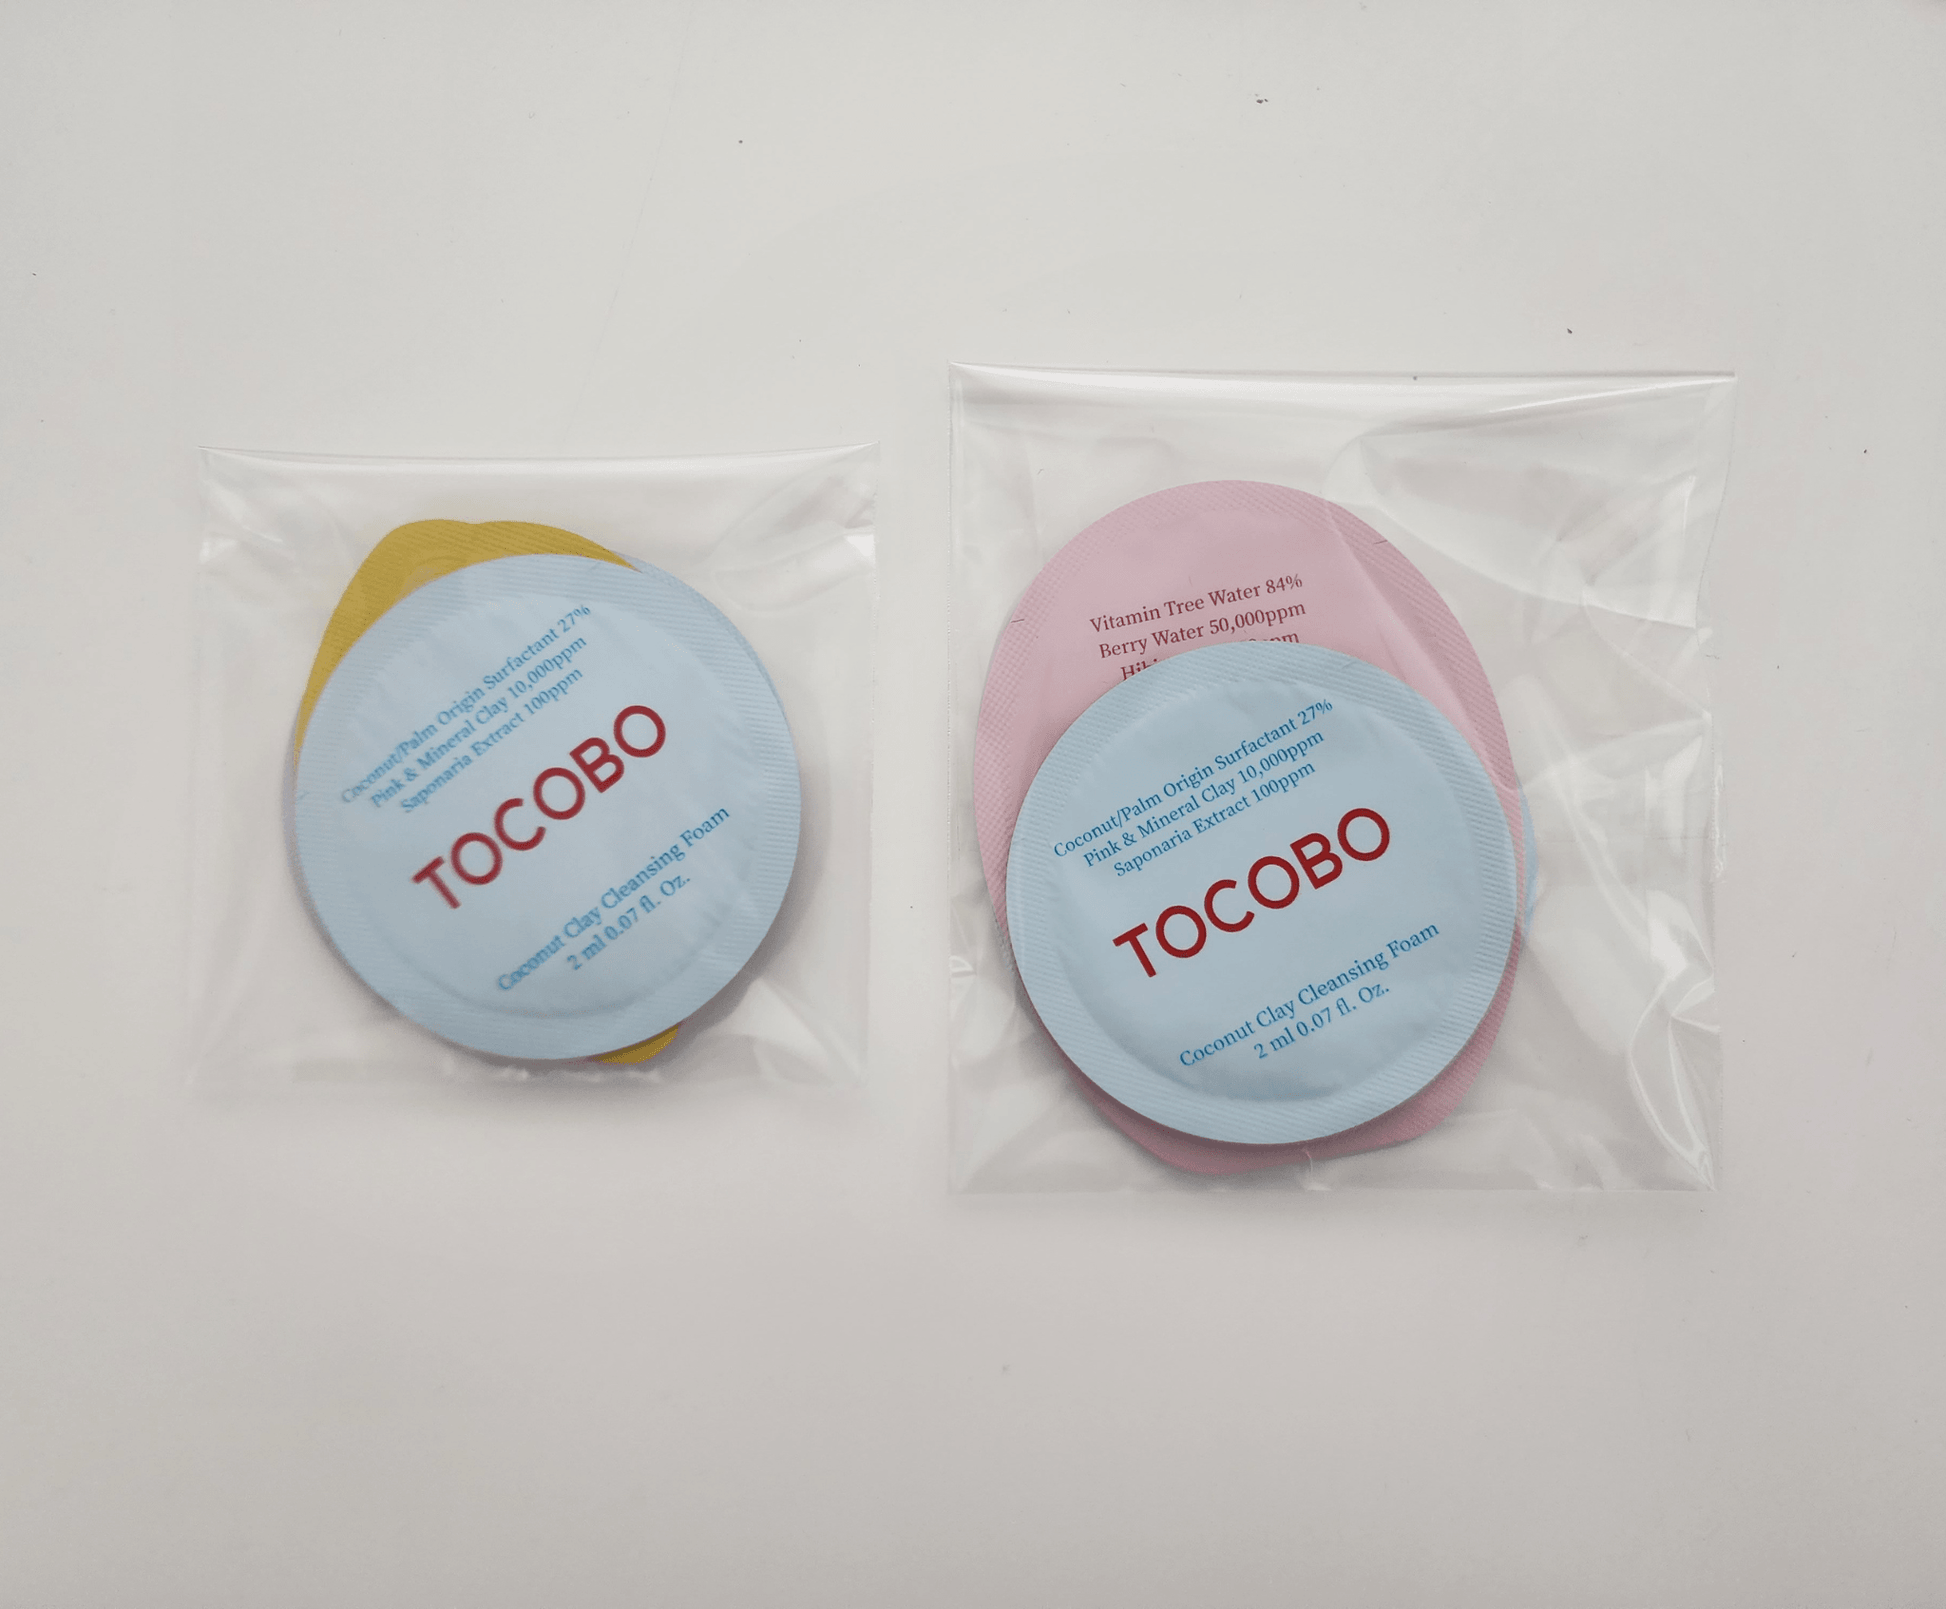 Coconut/Palm Origin Surfactant 27%
Pink & Mineral Clay 10,000ppm
Saponaria Extract 100ppm
TOCOBO
Coconut Clay Cleansing Foam
2 ml 0.07 fl. Oz.
Vitamin Tree Water 84%
Berry Water 50,000ppm
Coconut/Palm Origin Surfactant 27%
Pink & Mineral Clay 10,000ppm
Saponaria Extract 100ppm
TOCOBO
Coconut Clay Cleansing Foam
2 ml 0.07 fl. Oz.